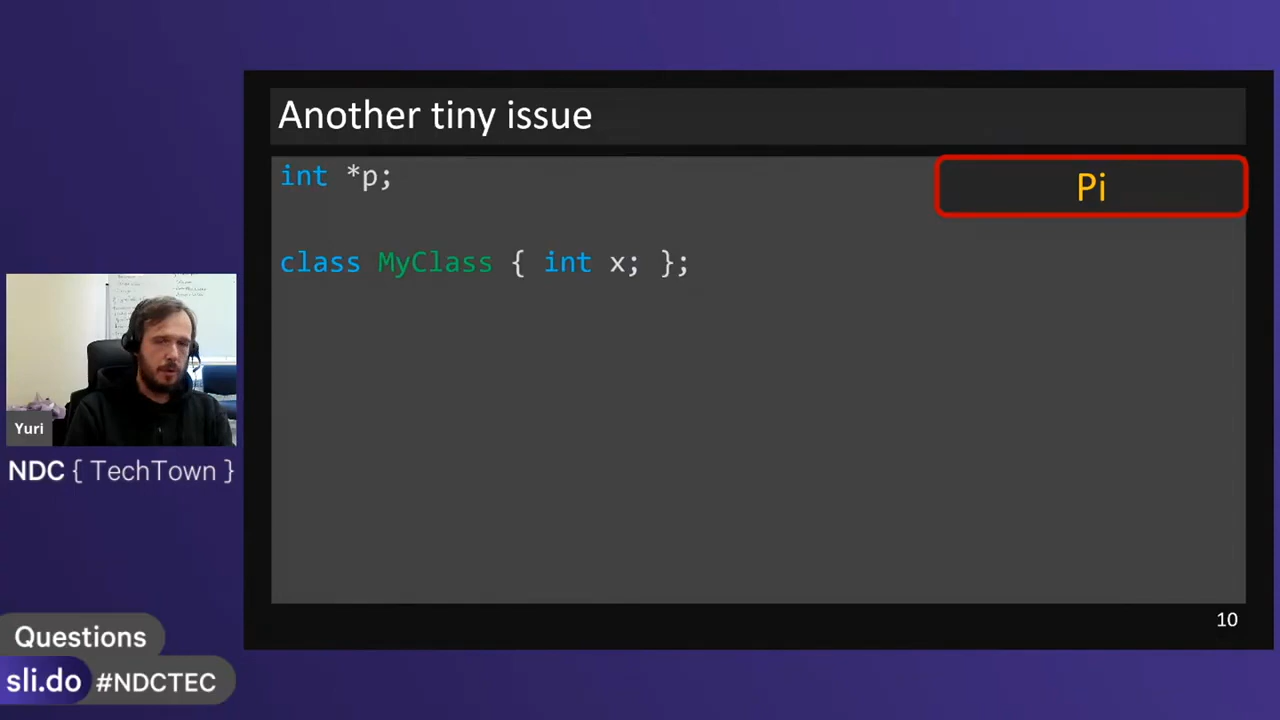 Another tiny issue
int *p;
Pi
class MyClass { int x; };
Yuri
NDC { TechTown }
10
Questions
sli.do #NDCTEC